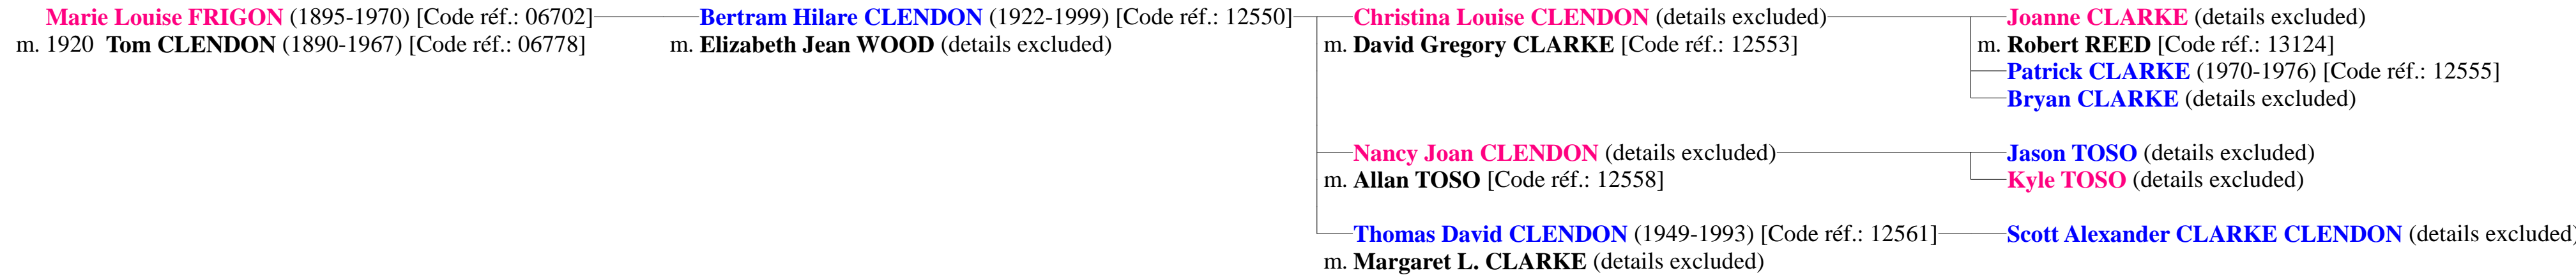 Marie Louise FRIGON (1895-1970) [Code réf.: 06702]
m. 1920 Tom CLENDON (1890-1967) [Code réf.: 06778]
Bertram Hilare CLENDON (1922-1999) [Code réf.: 12550]
m. Elizabeth Jean WOOD (details excluded)
Christina Louise CLENDON (details excluded)
m. David Gregory CLARKE [Code réf.: 12553]
Joanne CLARKE (details excluded)
m. Robert REED [Code réf.: 13124]
Patrick CLARKE (1970-1976) [Code réf.: 12555]
Bryan CLARKE (details excluded)
Nancy Joan CLENDON (details excluded)
m. Allan TOSO [Code réf.: 12558]
Jason TOSO (details excluded)
Kyle TOSO (details excluded)
Thomas David CLENDON (1949-1993) [Code réf.: 12561]
m. Margaret L. CLARKE (details excluded)
Scott Alexander CLARKE CLENDON (details excluded)